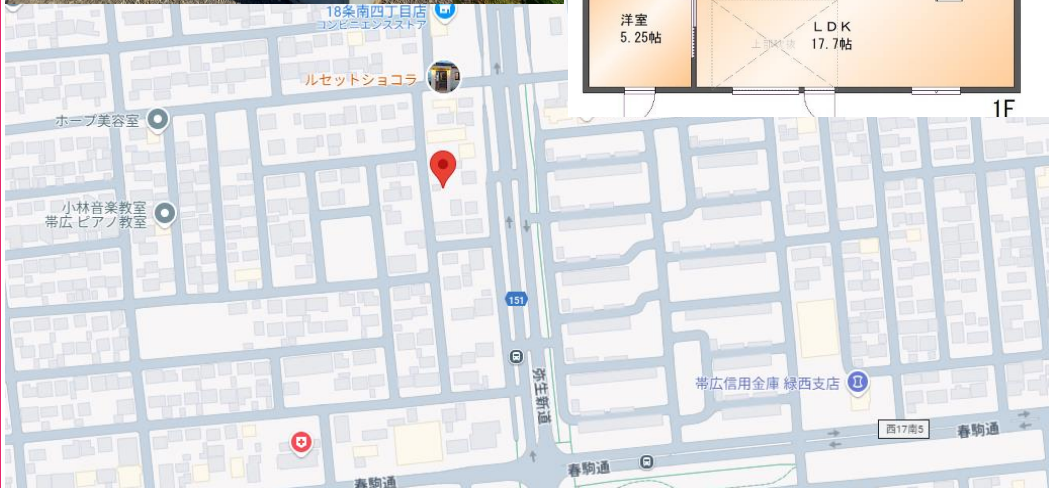 18条南四丁目店
コンビニエンスストア
ルセットショコラ
ホープ美容室
小林音楽教室
帯広ピアノ教室
151
弥生新道
帯広信用金庫 緑西支店
西17南5
春駒通
春駒通
春駒通
洋室
5.25帖
上部吹抜
LDK
17.7帖
1F